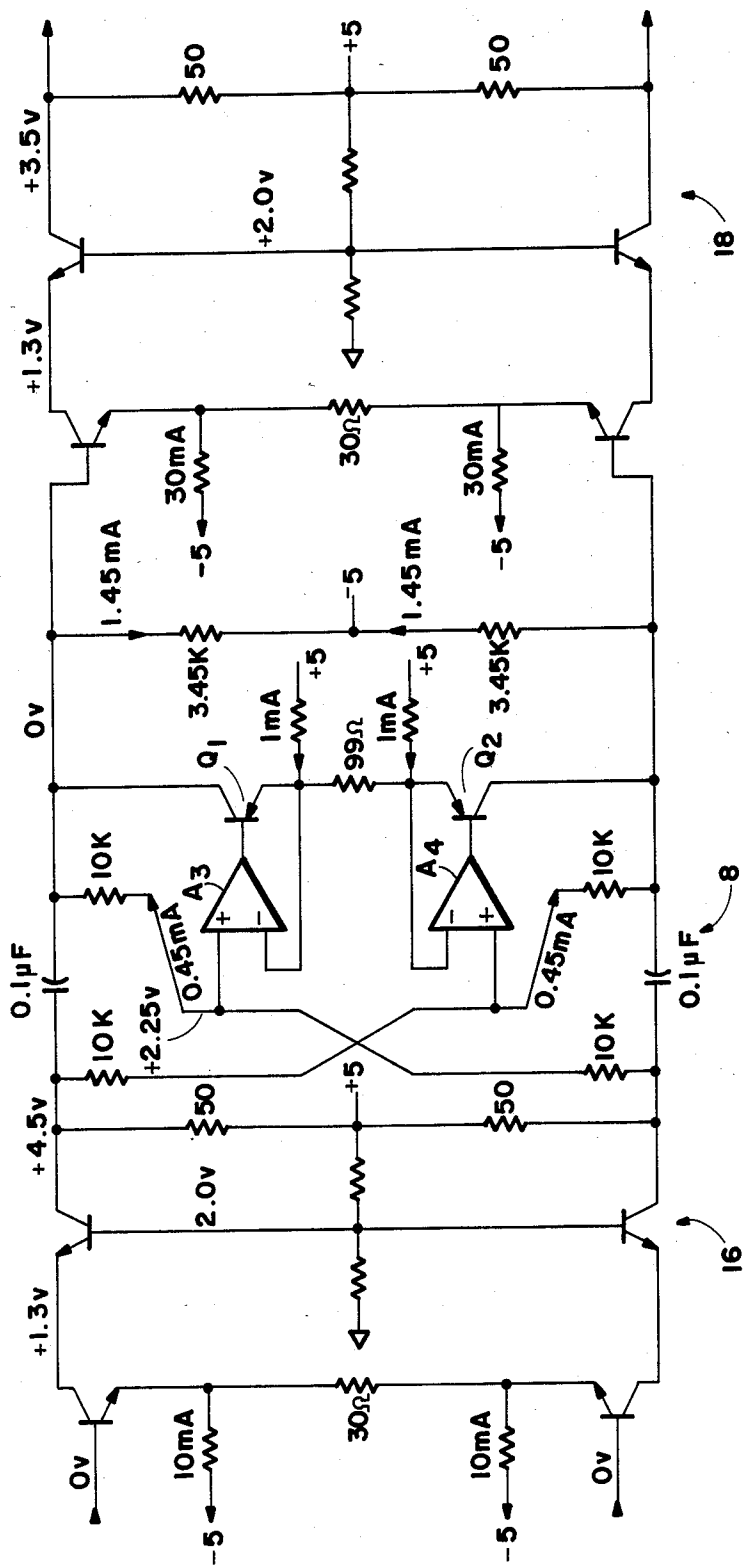 0v
+1.3v
+4.5v
0.1µF
0v
+1.3v
+3.5v
10K
10K
-5
10mA
2.0v
50
+2.25v
0.45mA
A3
Q1
3.45K
1.45mA
-5
30mA
50
30Ω
+5
1mA
+5
99Ω
-5
30Ω
+2.0v
+5
1mA
+5
-5
10mA
50
A4
Q2
3.45K
1.45mA
-5
30mA
50
0.45mA
10K
10K
0v
0.1µF
16
8
18